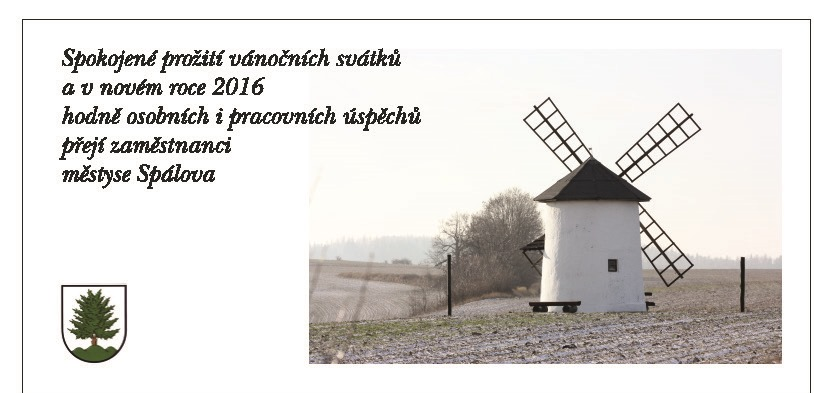 Spokojené prožití vánočních svátků
a v novém roce 2016
hodně osobních i pracovních úspěchů
přejí zaměstnanci
městyse Spálova